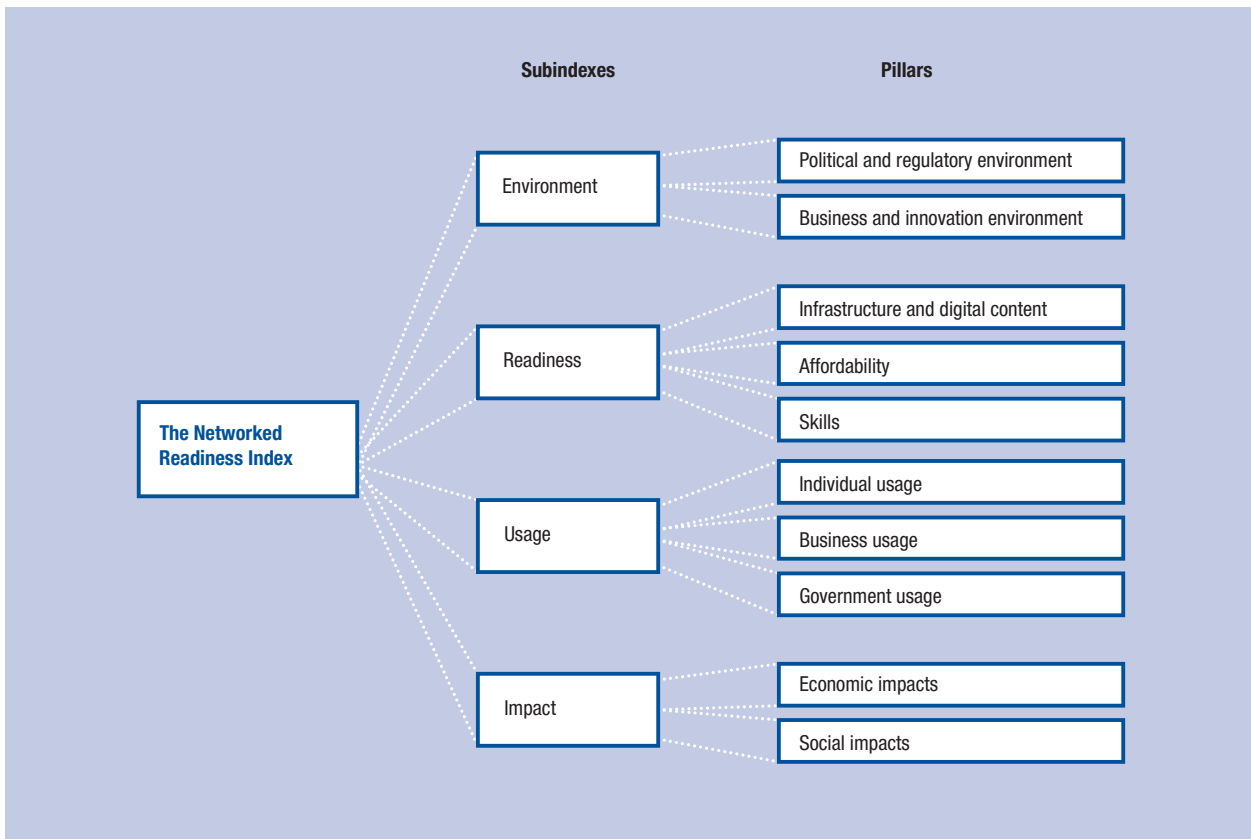 Subindexes
Pillars
The Networked
Readiness Index
Environment
Political and regulatory environment
Business and innovation environment
Readiness
Infrastructure and digital content
Affordability
Skills
Usage
Individual usage
Business usage
Government usage
Impact
Economic impacts
Social impacts